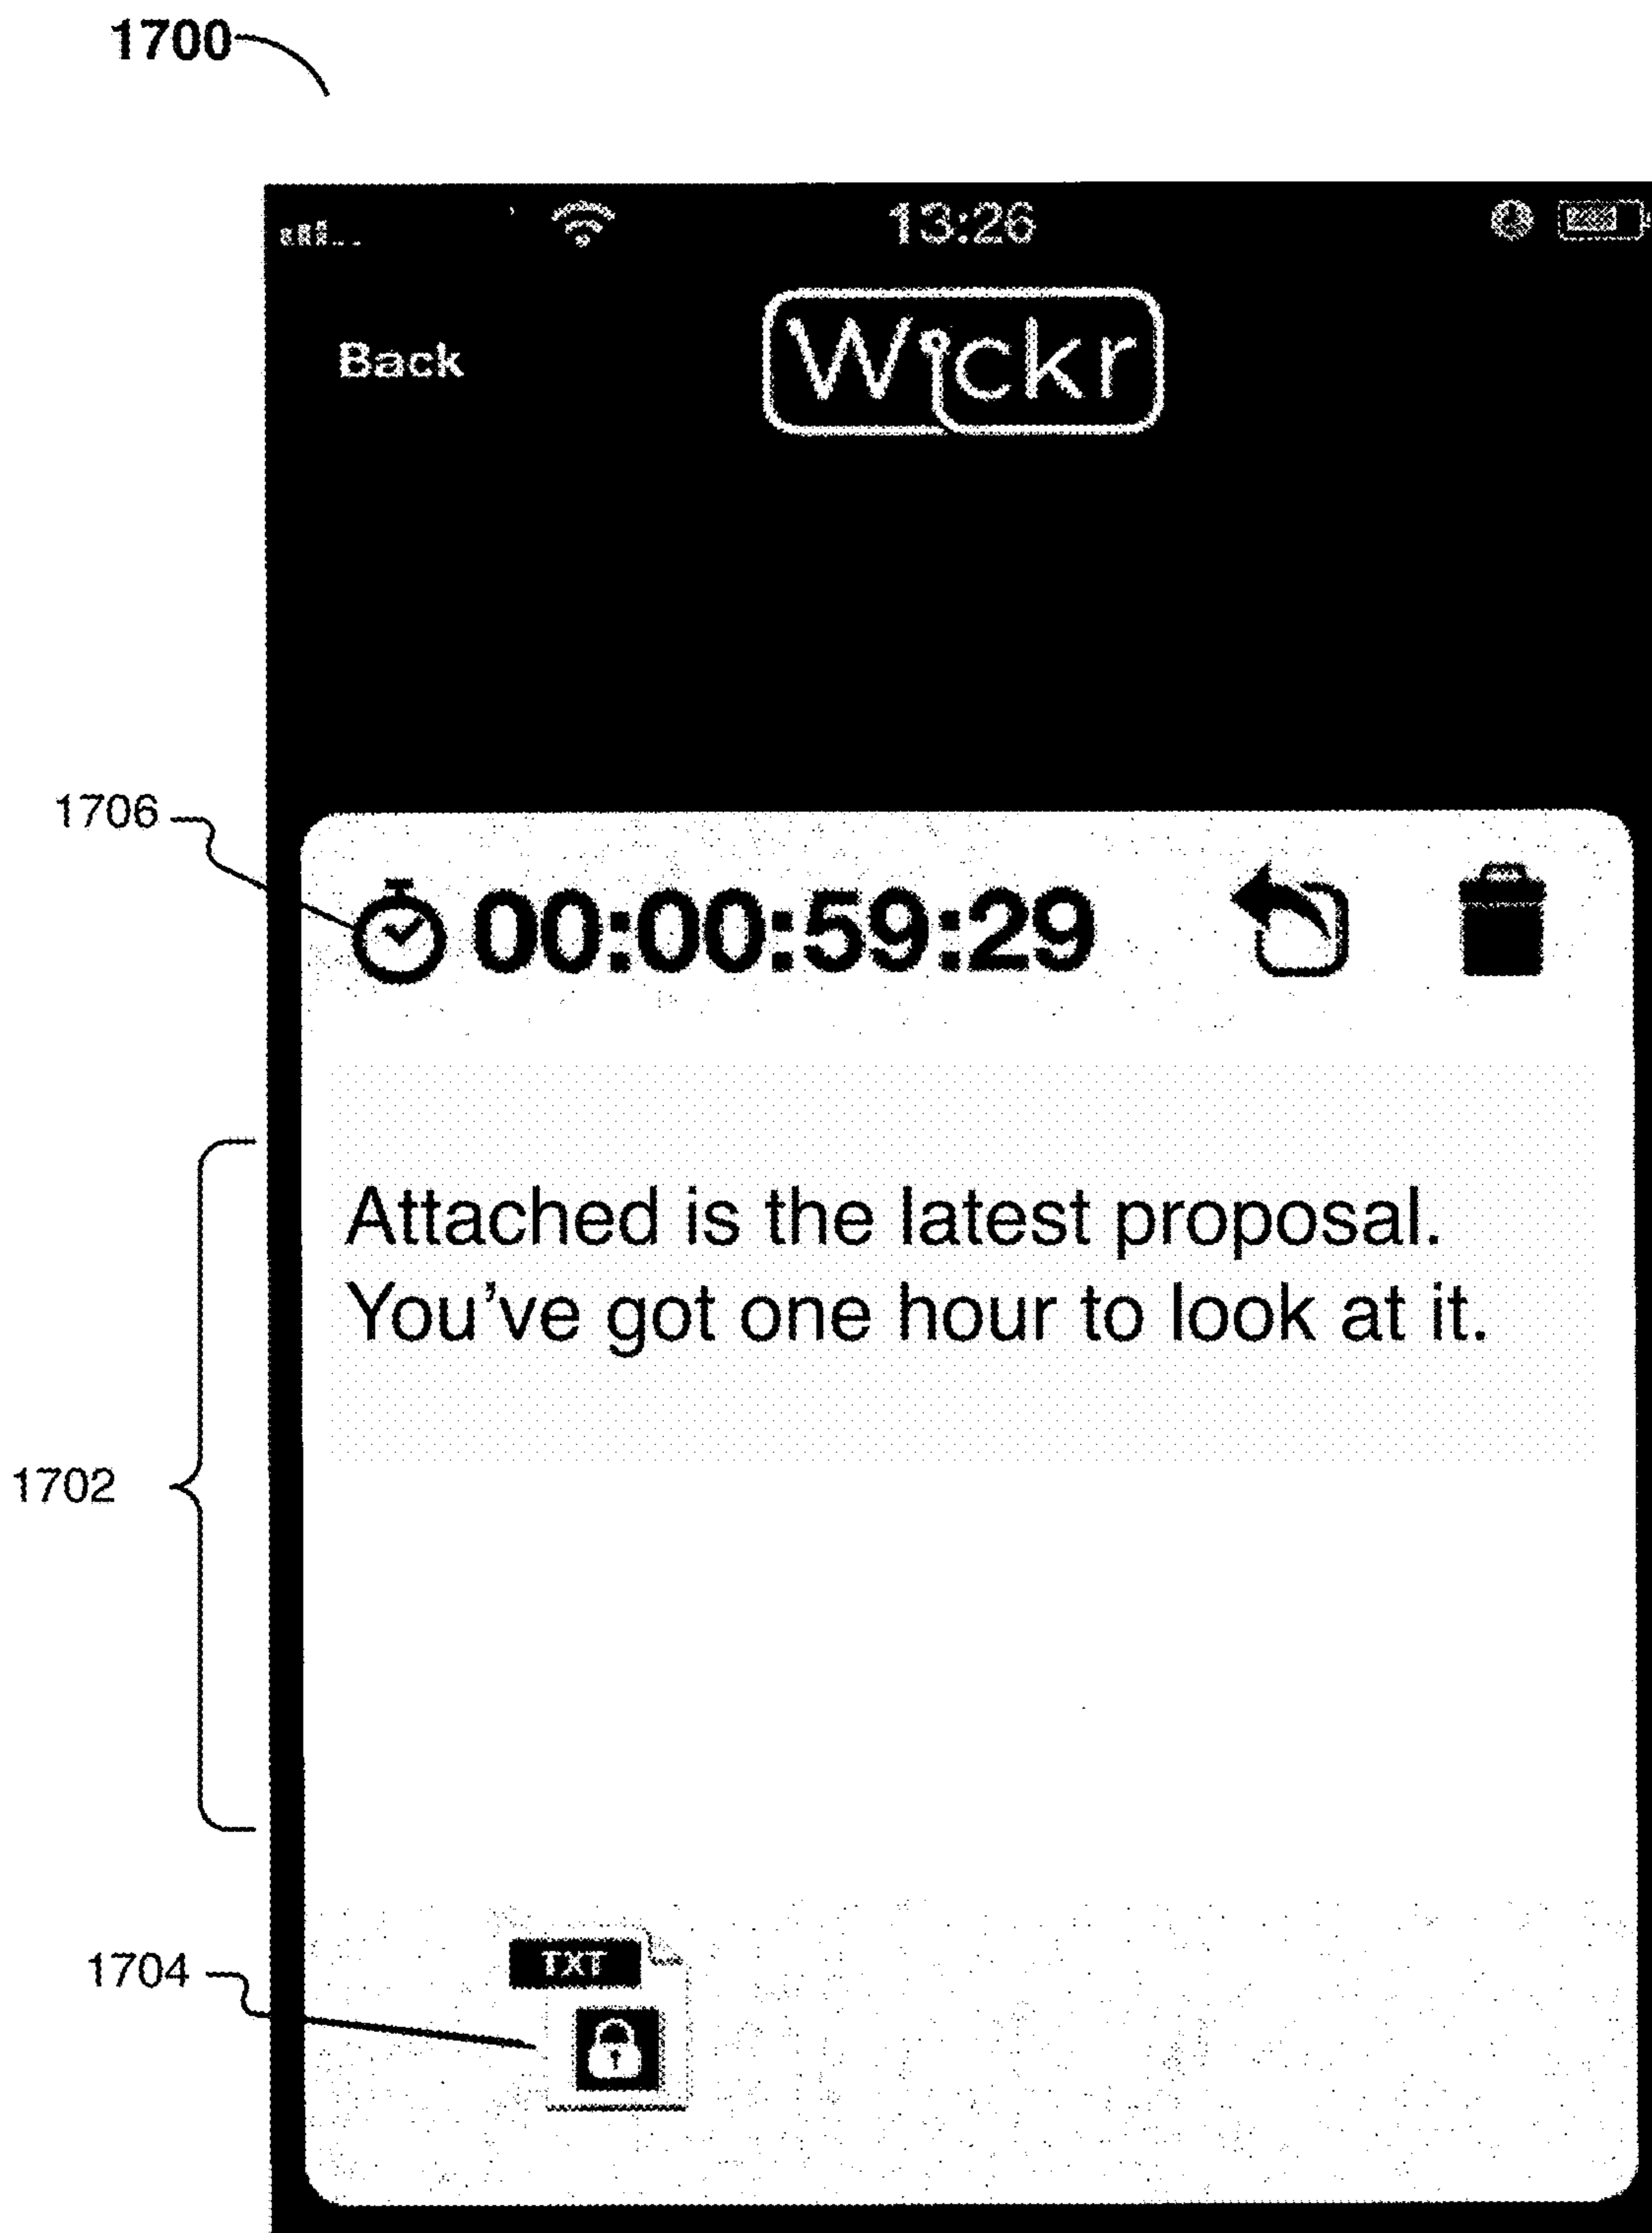 1700
13:26
Back
Wickr
1706
00:00:59:29
Attached is the latest proposal.
You've got one hour to look at it.
1702
1704
TXT